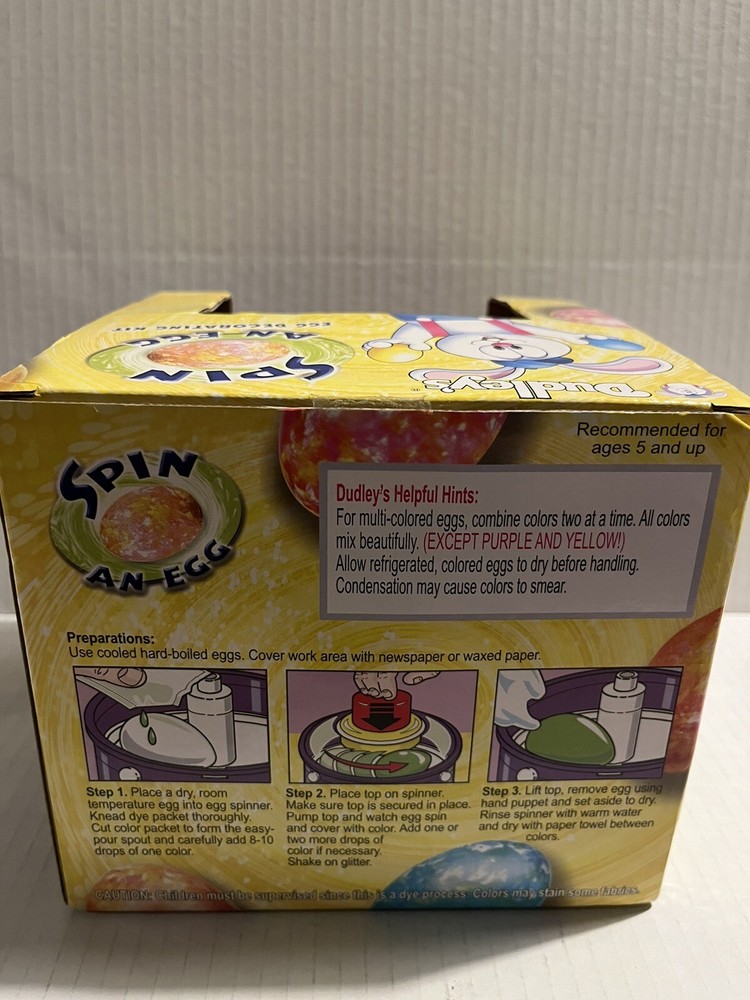 EGG DECORATING KIT
AN EGG
SPIN
Dudley's®
Recommended for
ages 5 and up
SPIN
AN EGG
Dudley's Helpful Hints:
For multi-colored eggs, combine colors two at a time. All colors
mix beautifully. (EXCEPT PURPLE AND YELLOW!)
Allow refrigerated, colored eggs to dry before handling.
Condensation may cause colors to smear.
Preparations:
Use cooled hard-boiled eggs. Cover work area with newspaper or waxed paper.
Step 1. Place a dry, room
temperature egg into egg spinner.
Knead dye packet thoroughly.
Cut color packet to form the easy-
pour spout and carefully add 8-10
drops of one color.
Step 2. Place top on spinner.
Make sure top is secured in place.
Pump top and watch egg spin
and cover with color. Add one or
two more drops of
color if necessary.
Shake on glitter.
Step 3. Lift top, remove egg using
hand puppet and set aside to dry.
Rinse spinner with warm water
and dry with paper towel between
colors.
CAUTION: Children must be supervised since this is a dye process. Colors may stain some fabrics.